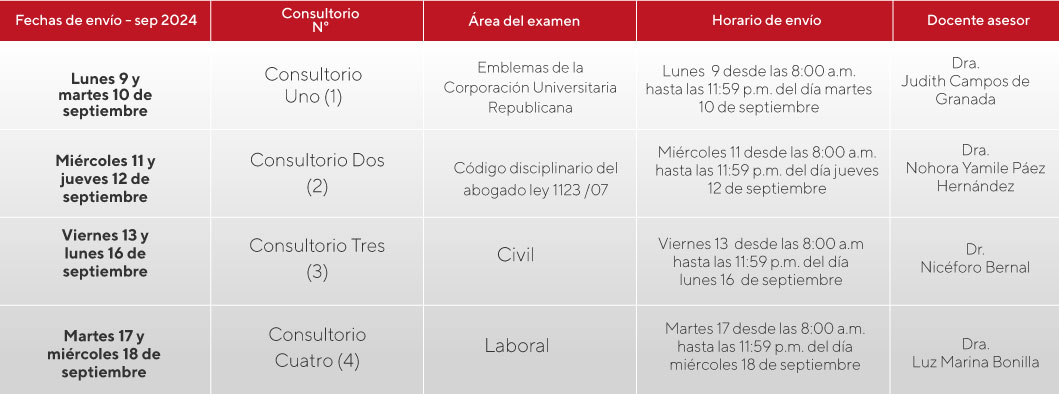 Fechas de envío - sep 2024
Consultorio
N°
Área del examen
Horario de envío
Docente asesor
Lunes 9 y
martes 10 de
septiembre
Consultorio
Uno (1)
Emblemas de la
Corporación Universitaria
Republicana
Lunes 9 desde las 8:00 a.m.
hasta las 11:59 p.m. del día martes
10 de septiembre
Dra.
Judith Campos de
Granada
Miércoles 11 y
jueves 12 de
septiembre
Consultorio Dos
(2)
Código disciplinario del
abogado ley 1123 /07
Miércoles 11 desde las 8:00 a.m.
hasta las 11:59 p.m. del día jueves
12 de septiembre
Dra.
Nohora Yamile Páez
Hernández
Viernes 13 y
lunes 16 de
septiembre
Consultorio Tres
(3)
Civil
Viernes 13 desde las 8:00 a.m
hasta las 11:59 p.m. del día
lunes 16 de septiembre
Dr.
Nicéforo Bernal
Martes 17 y
miércoles 18 de
septiembre
Consultorio
Cuatro (4)
Laboral
Martes 17 desde las 8:00 a.m.
hasta las 11:59 p.m. del día
miércoles 18 de septiembre
Dra.
Luz Marina Bonilla